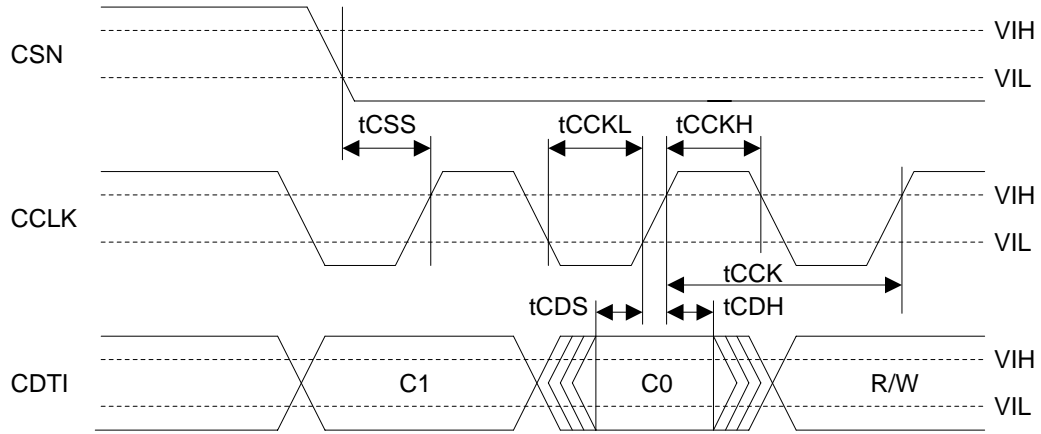 CSN
VIH
VIL
tCSS
tCCKL
tCCKH
CCLK
VIH
VIL
tCCK
tCDS
tCDH
CDTI
C1
C0
R/W
VIH
VIL